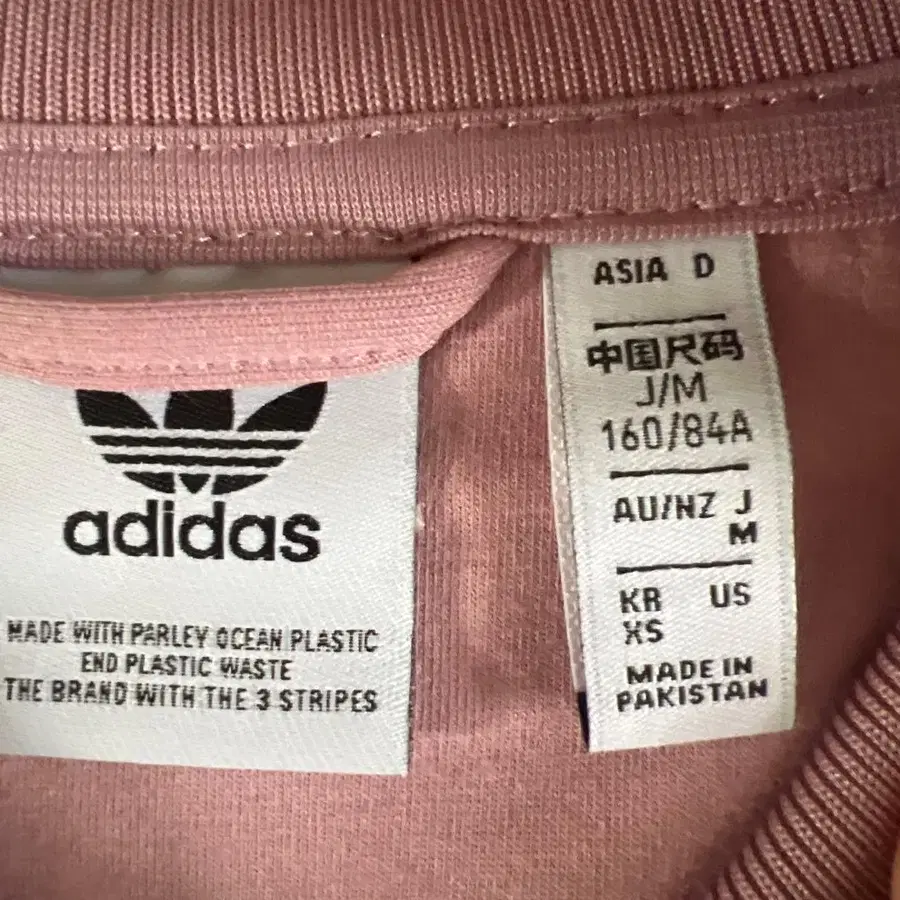 adidas
MADE WITH PARLEY OCEAN PLASTIC
END PLASTIC WASTE
THE BRAND WITH THE 3 STRIPES
ASIA D
中国尺码
J/M
160/84A
AU/NZ J
M
KR US
XS
MADE IN
PAKISTAN